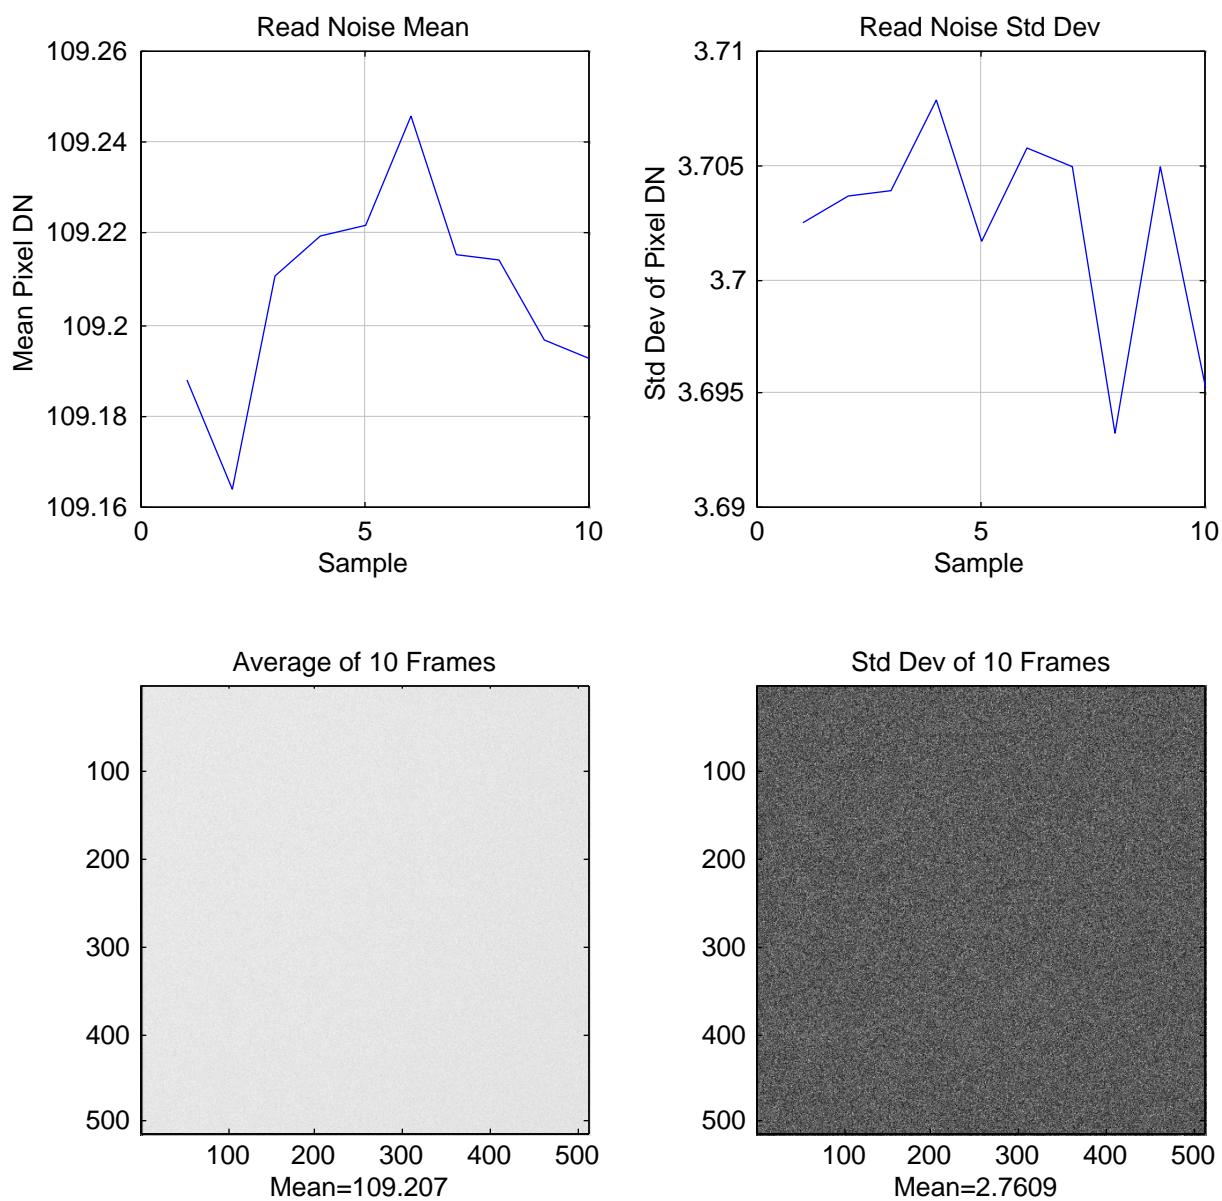 Read Noise Mean
109.26
109.24
109.22
109.2
109.18
109.16
Mean Pixel DN
0
5
10
Sample
Read Noise Std Dev
3.71
3.705
3.7
3.695
3.69
Std Dev of Pixel DN
0
5
10
Sample
Average of 10 Frames
100
200
300
400
500
100 200 300 400 500
Mean=109.207
Std Dev of 10 Frames
100
200
300
400
500
100 200 300 400 500
Mean=2.7609